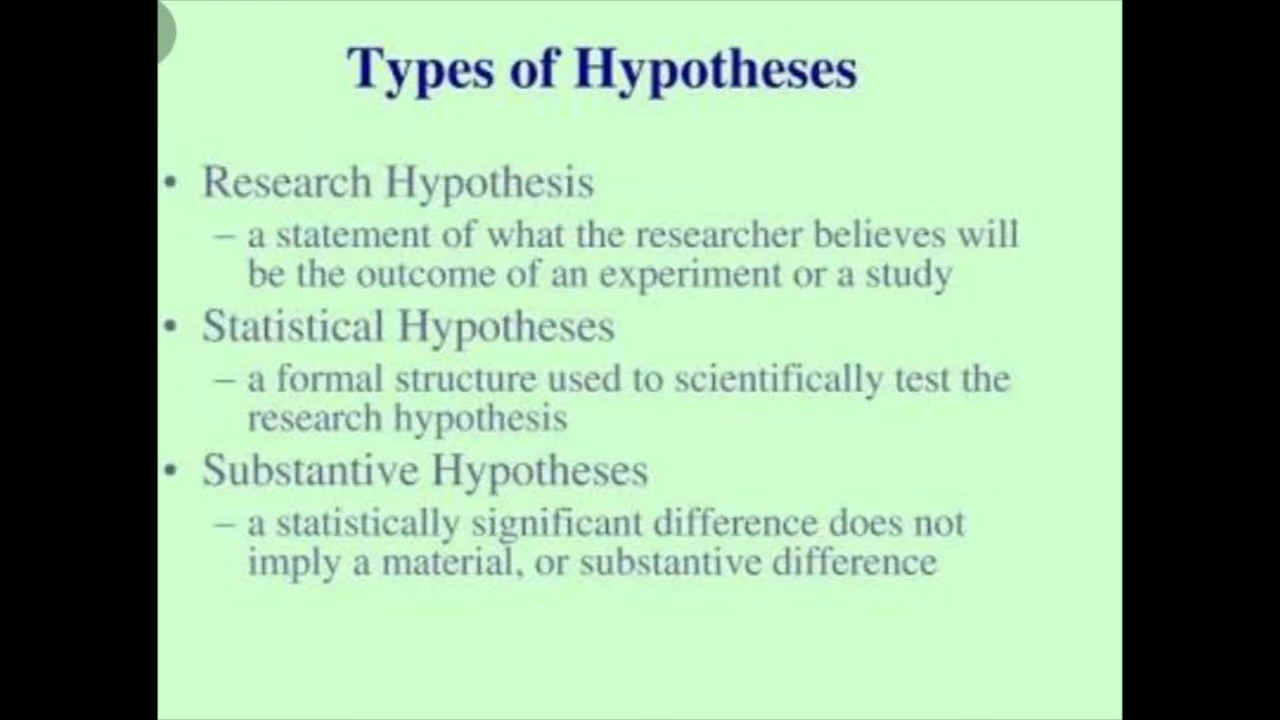 Types of Hypotheses
• Research Hypothesis
– a statement of what the researcher believes will
be the outcome of an experiment or a study
• Statistical Hypotheses
– a formal structure used to scientifically test the
research hypothesis
• Substantive Hypotheses
– a statistically significant difference does not
imply a material, or substantive difference